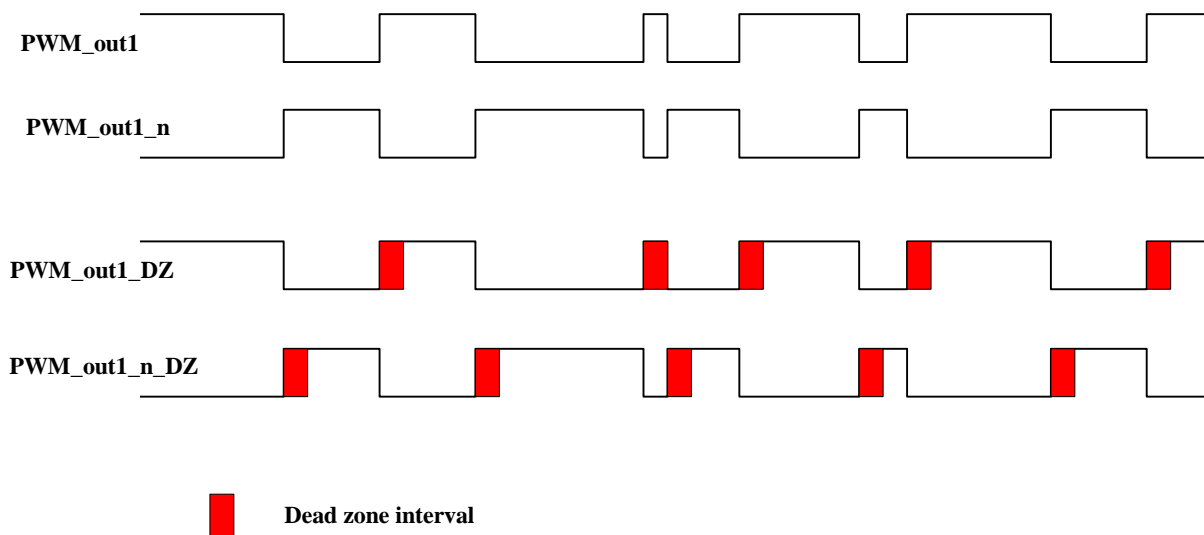 PWM_out1
PWM_out1_n
PWM_out1_DZ
PWM_out1_n_DZ
Dead zone interval